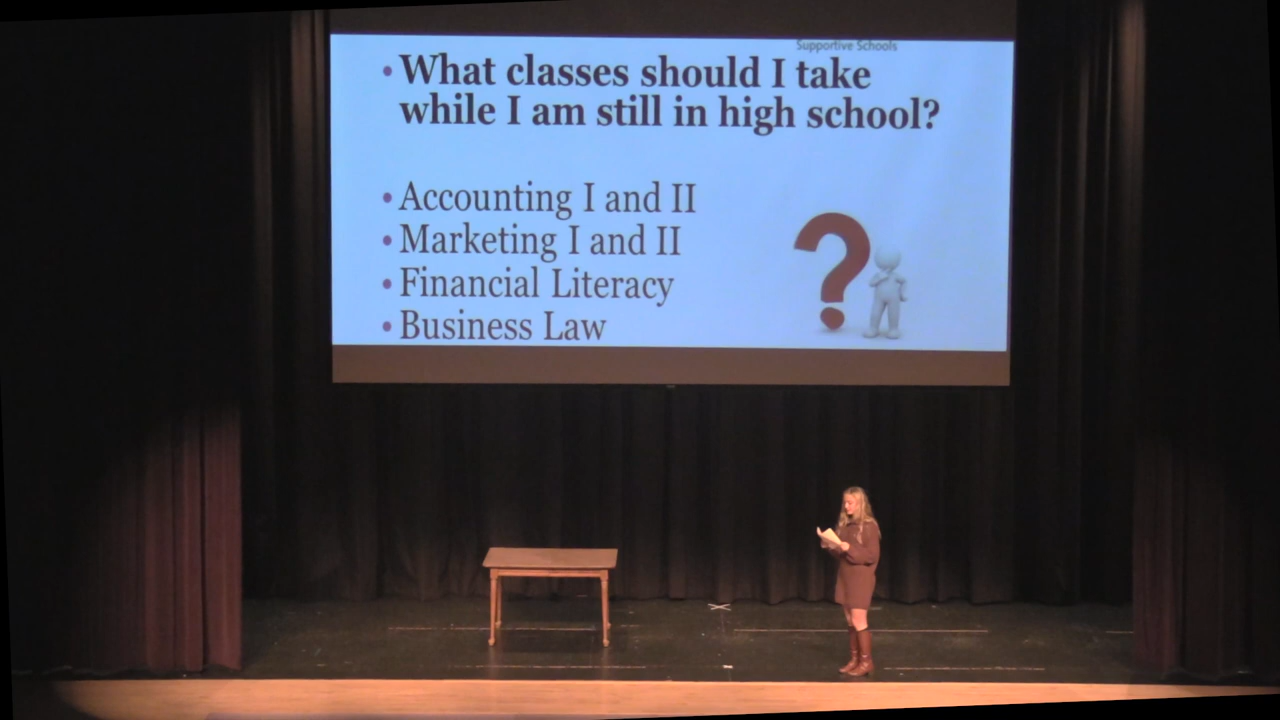 Supportive Schools
• What classes should I take
while I am still in high school?
• Accounting I and II
• Marketing I and II
• Financial Literacy
• Business Law
?